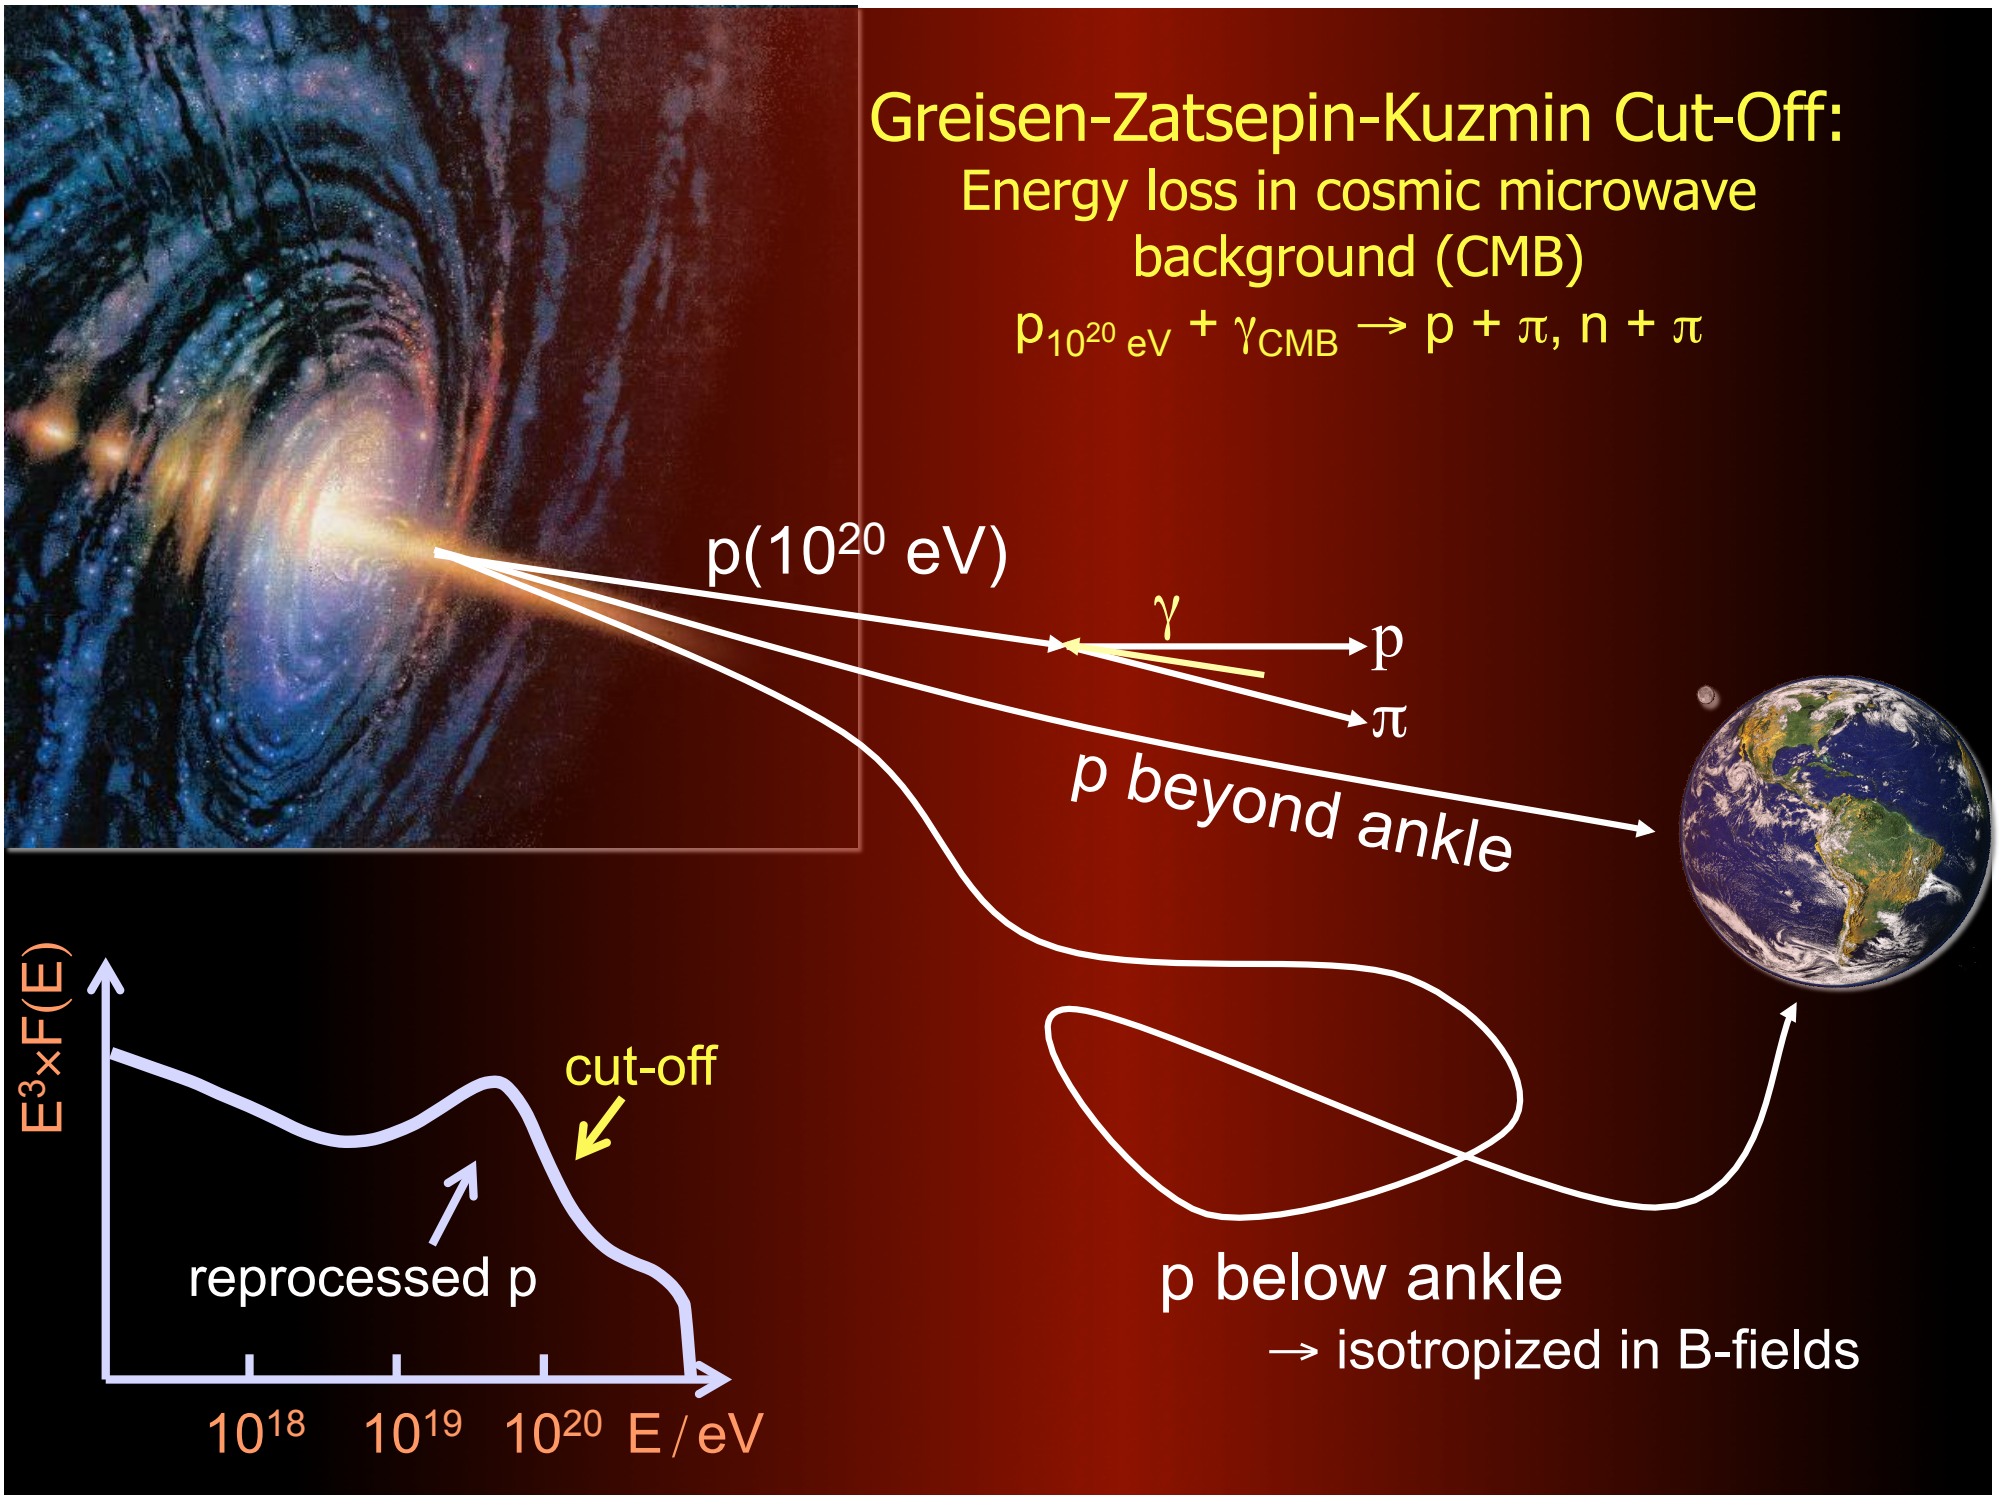 Greisen-Zatsepin-Kuzmin Cut-Off:
Energy loss in cosmic microwave
background (CMB)
p₁₀²⁰ ₑV + γCMB → p + π, n + π
p(10²⁰ eV)
γ
p
π
p beyond ankle
E³×F(E)
cut-off
reprocessed p
10¹⁸ 10¹⁹ 10²⁰ E / eV
p below ankle
→ isotropized in B-fields